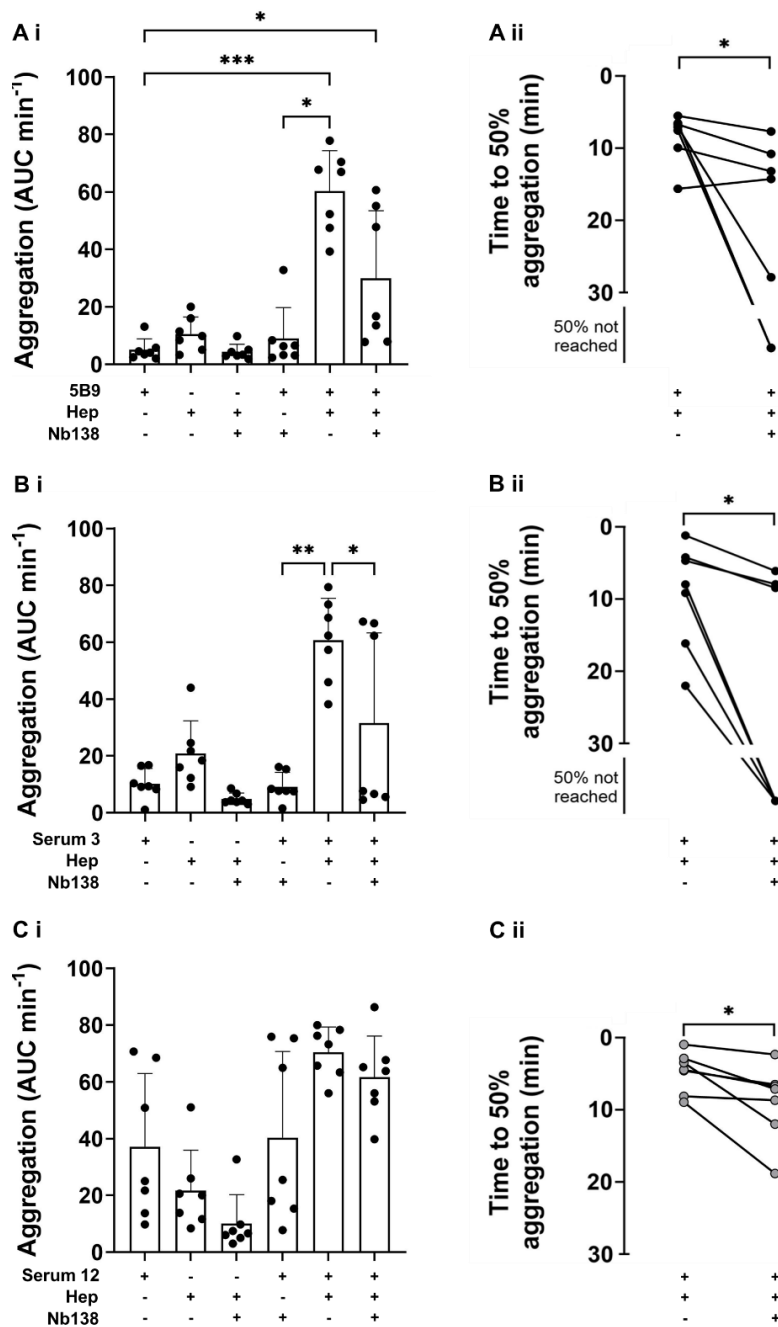 A i
Aggregation (AUC min⁻¹)
100
80
60
40
20
0
*
***
*
5B9 + - - + + +
Hep - + + - + +
Nb138 - - + + - +
A ii
Time to 50%
aggregation (min)
0
10
20
30
50% not
reached
*
+ +
+ +
- +
B i
Aggregation (AUC min⁻¹)
100
80
60
40
20
0
** *
Serum 3 + - - + + +
Hep - + + - + +
Nb138 - - + + - +
B ii
Time to 50%
aggregation (min)
0
10
20
30
50% not
reached
*
+ +
+ +
- +
C i
Aggregation (AUC min⁻¹)
100
80
60
40
20
0
Serum 12 + - - + + +
Hep - + + - + +
Nb138 - - + + - +
C ii
Time to 50%
aggregation (min)
0
10
20
30
*
+ +
+ +
- +